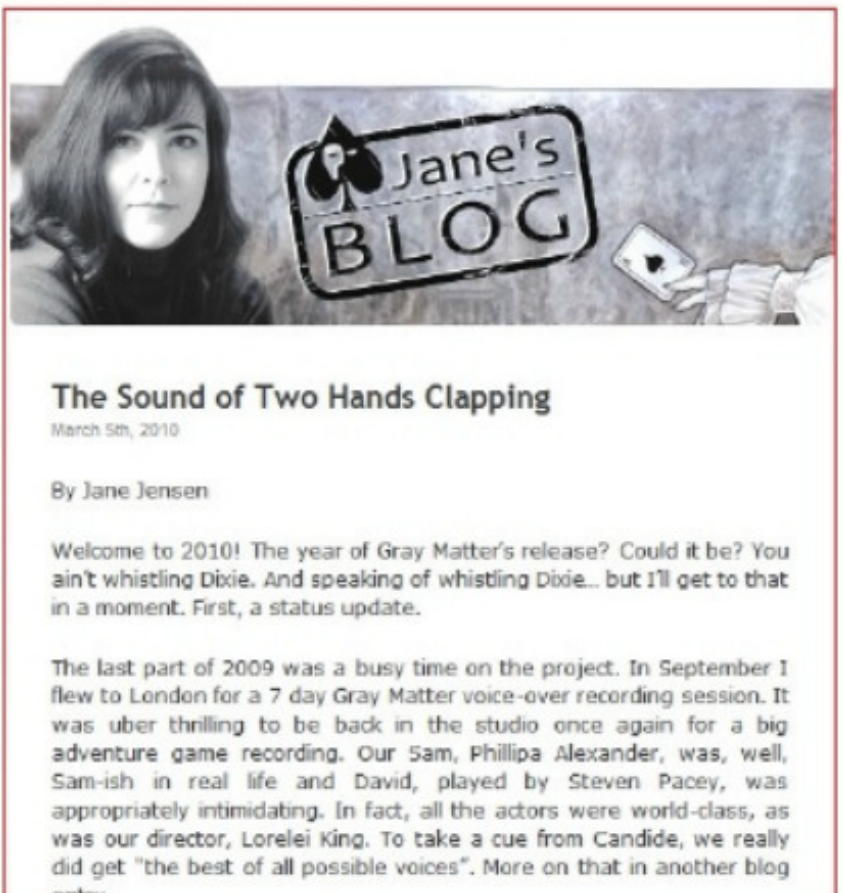 Jane's
BLOG
The Sound of Two Hands Clapping
March 5th, 2010
By Jane Jensen
Welcome to 2010! The year of Gray Matter's release? Could it be? You
ain't whistling Dixie. And speaking of whistling Dixie... but I'll get to that
in a moment. First, a status update.
The last part of 2009 was a busy time on the project. In September I
flew to London for a 7 day Gray Matter voice-over recording session. It
was uber thrilling to be back in the studio once again for a big
adventure game recording. Our Sam, Phillipa Alexander, was, well,
Sam-ish in real life and David, played by Steven Pacey, was
appropriately intimidating. In fact, all the actors were world-class, as
was our director, Lorelei King. To take a cue from Candide, we really
did get "the best of all possible voices". More on that in another blog